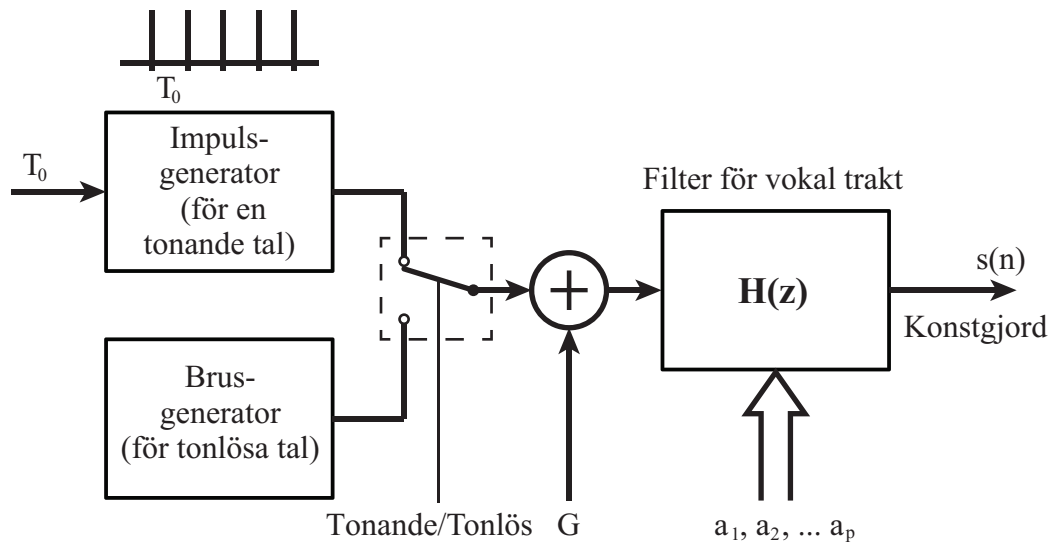 T₀
Impuls-
generator
(för en
tonande tal)
T₀
Filter för vokal trakt
H(z)
s(n)
Konstgjord
Brus-
generator
(för tonlösa tal)
Tonande/Tonlös
G
a₁, a₂, ... aₚ